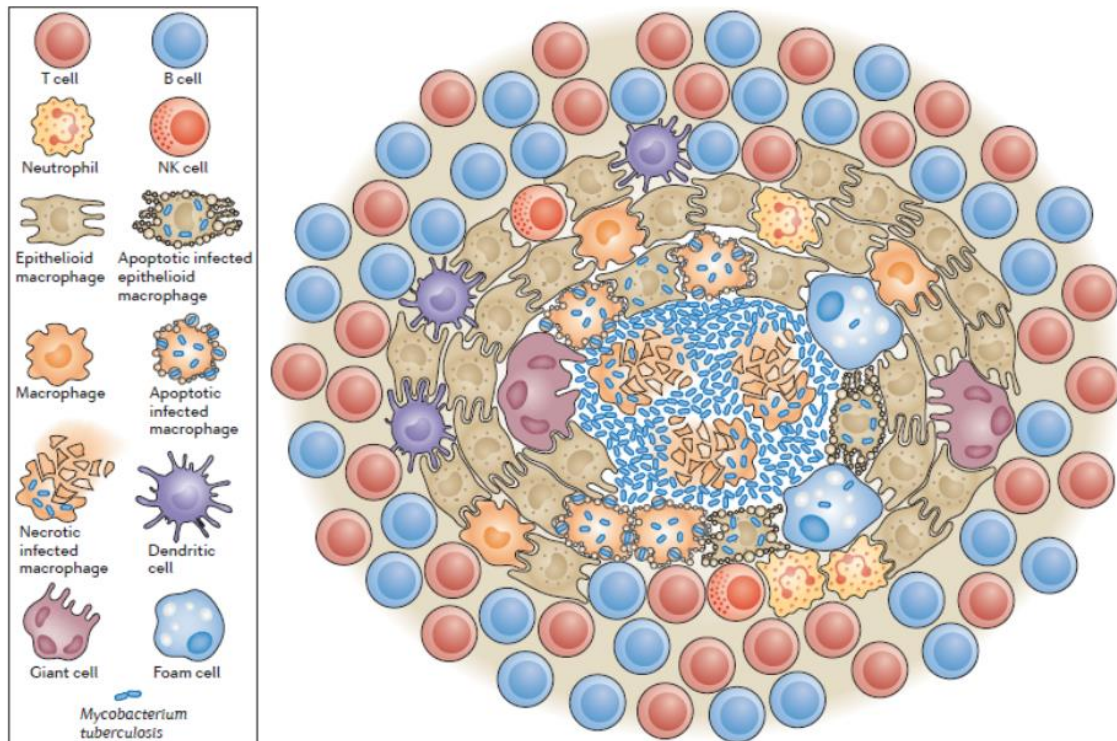 T cell
B cell
Neutrophil
NK cell
Epithelioid
macrophage
Apoptotic infected
epithelioid
macrophage
Macrophage
Apoptotic
infected
macrophage
Necrotic
infected
macrophage
Dendritic
cell
Giant cell
Foam cell
Mycobacterium
tuberculosis